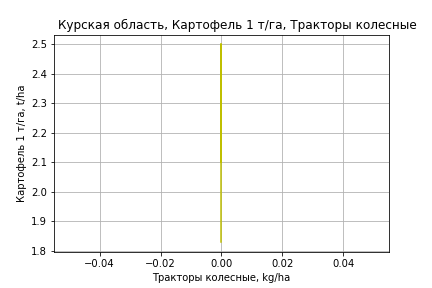 Курская область, Картофель 1 т/га, Тракторы колесные
2.5
2.4
2.3
2.2
2.1
2.0
1.9
1.8
Картофель 1 т/га, t/ha
−0.04 −0.02 0.00 0.02 0.04
Тракторы колесные, kg/ha